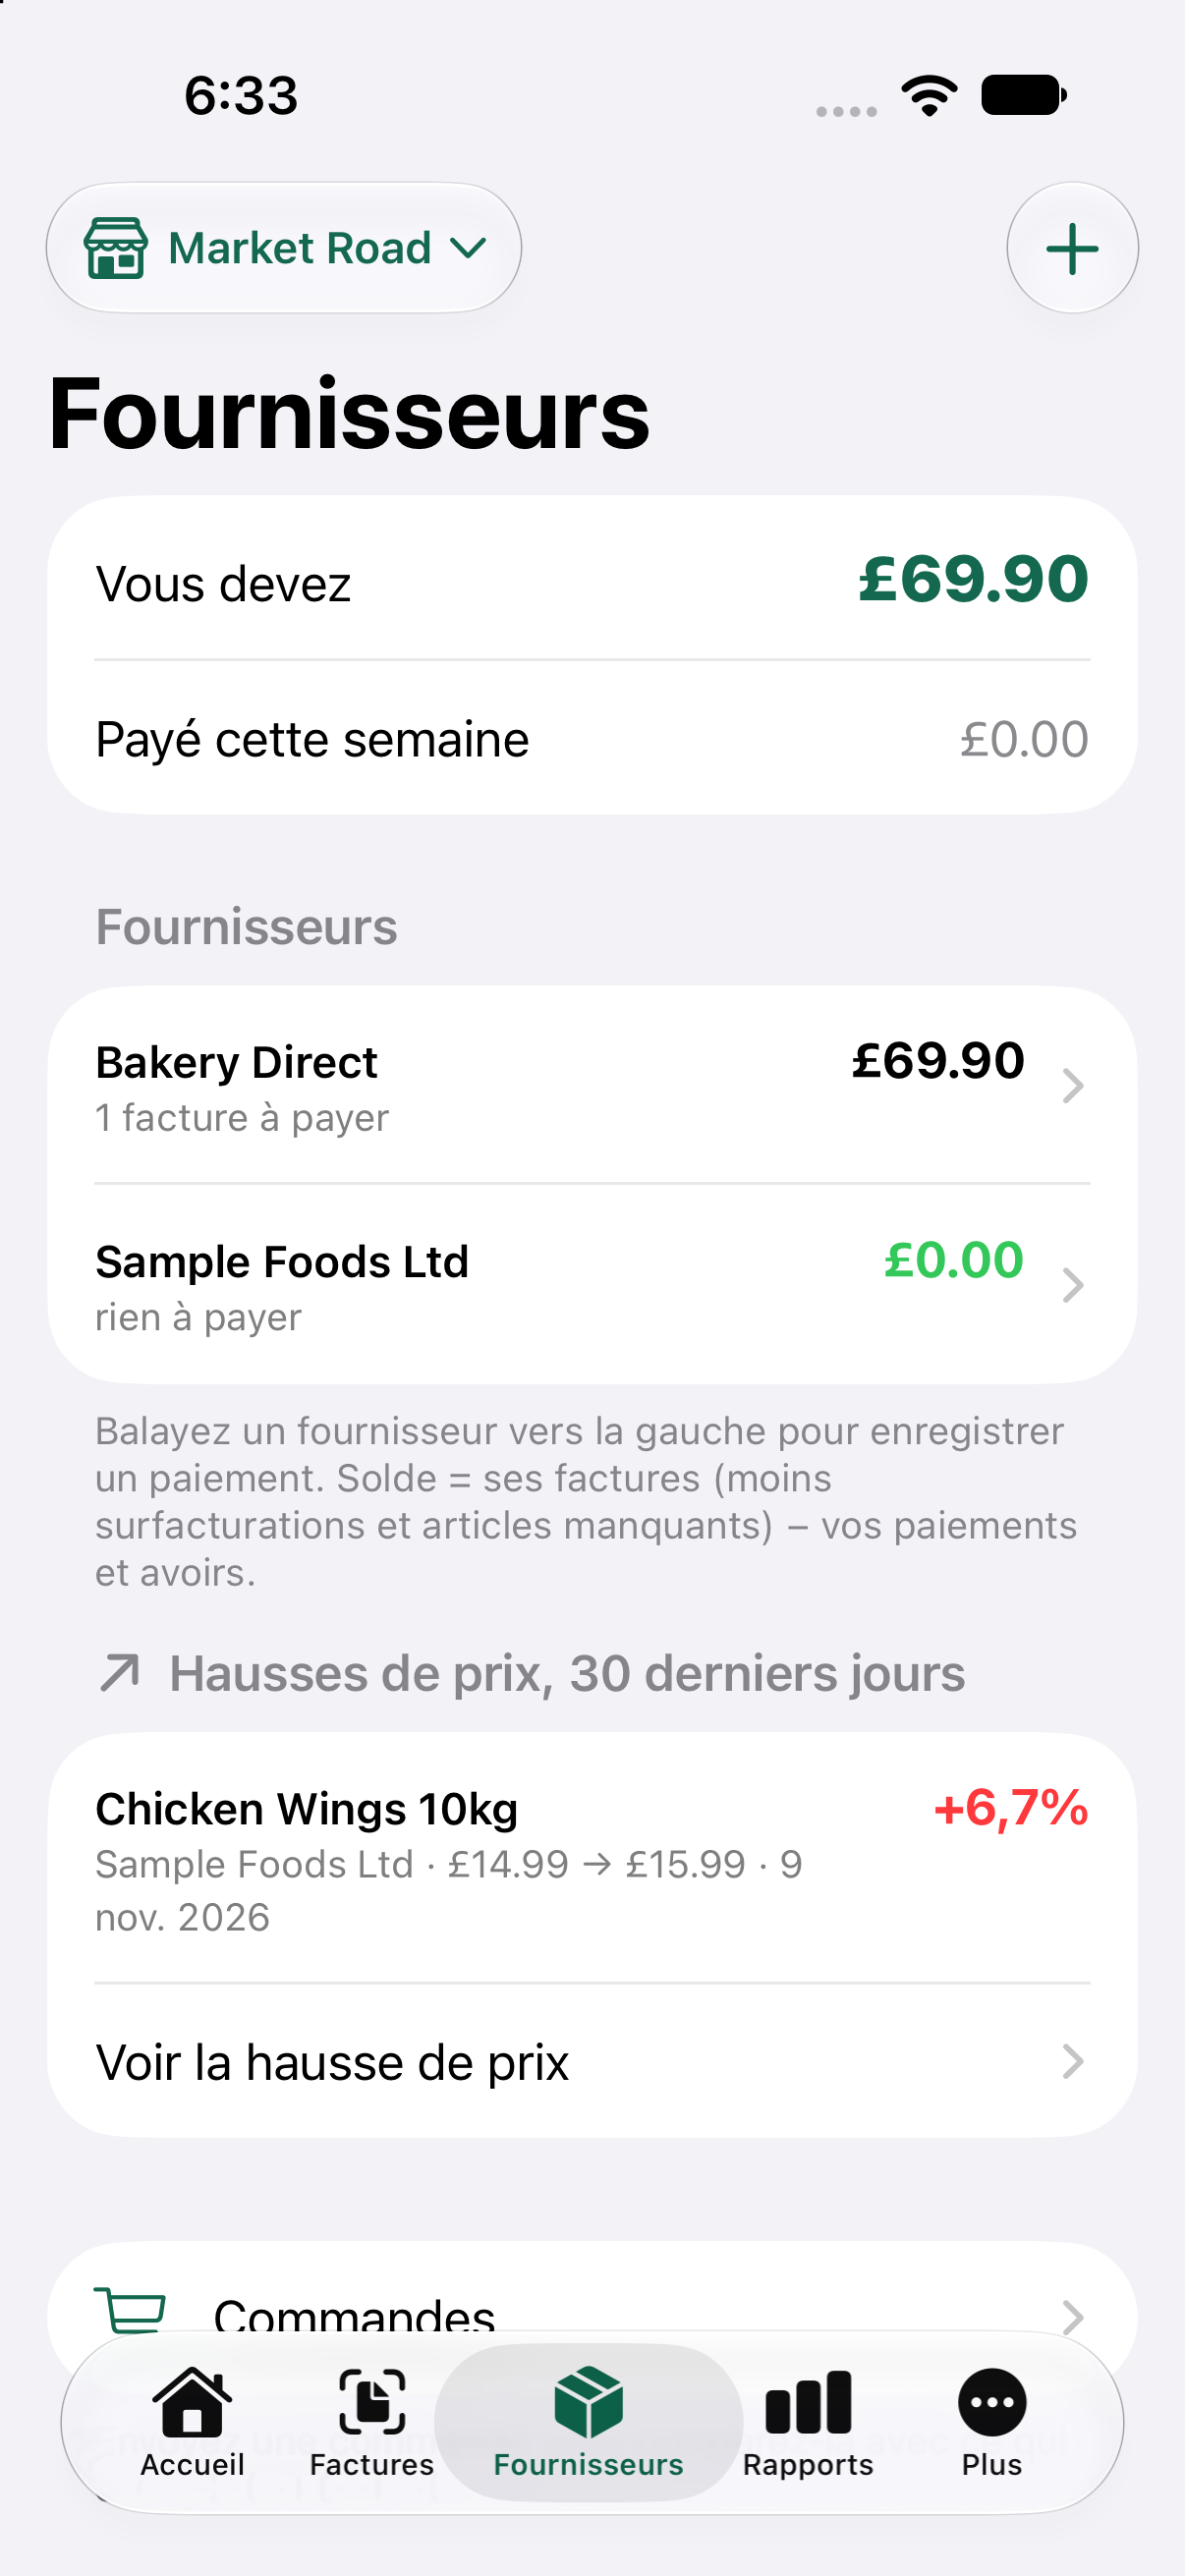 6:33
Market Road
Fournisseurs
Vous devez £69.90
Payé cette semaine £0.00
Fournisseurs
Bakery Direct £69.90
1 facture à payer
Sample Foods Ltd £0.00
rien à payer
Balayez un fournisseur vers la gauche pour enregistrer
un paiement. Solde = ses factures (moins
surfacturations et articles manquants) – vos paiements
et avoirs.
Hausses de prix, 30 derniers jours
Chicken Wings 10kg +6,7%
Sample Foods Ltd · £14.99 → £15.99 · 9
nov. 2026
Voir la hausse de prix
Commandes
Accueil Factures Fournisseurs Rapports Plus